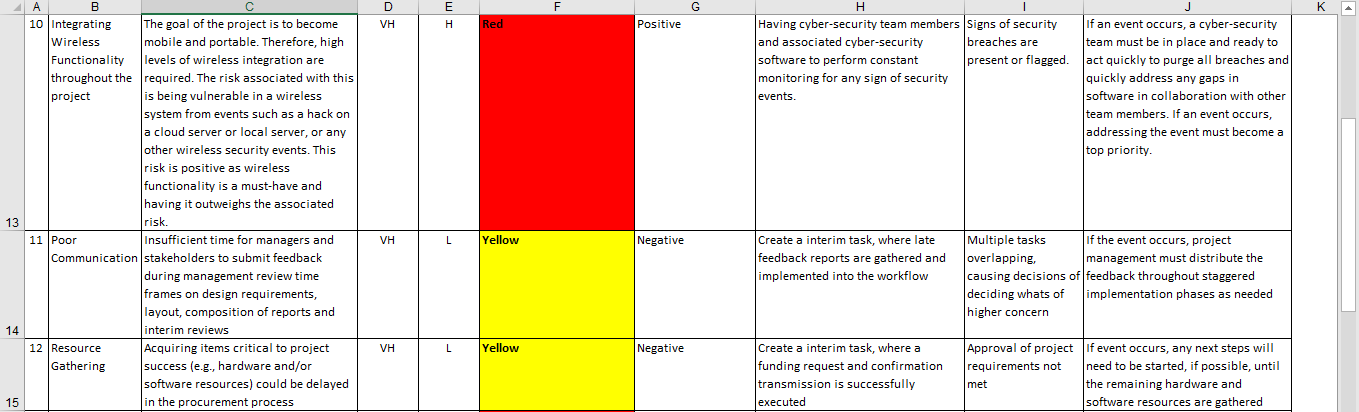 A B C D E F G H I J K
10 Integrating The goal of the project is to become VH H Red Positive Having cyber-security team members Signs of security If an event occurs, a cyber-security
Wireless mobile and portable. Therefore, high and associated cyber-security breaches are team must be in place and ready to
Functionality levels of wireless integration are software to perform constant present or flagged. act quickly to purge all breaches and
throughout the required. The risk associated with this monitoring for any sign of security quickly address any gaps in
project is being vulnerable in a wireless events. software in collaboration with other
system from events such as a hack on team members. If an event occurs,
a cloud server or local server, or any addressing the event must become a
other wireless security events. This top priority.
risk is positive as wireless
functionality is a must-have and
having it outweighs the associated
13 risk.
11 Poor Insufficient time for managers and VH L Yellow Negative Create a interim task, where late Multiple tasks If the event occurs, project
Communication stakeholders to submit feedback feedback reports are gathered and overlapping, management must distribute the
during management review time implemented into the workflow causing decisions of feedback throughout staggered
frames on design requirements, deciding whats of implementation phases as needed
layout, composition of reports and higher concern
14 interim reviews
12 Resource Acquiring items critical to project VH L Yellow Negative Create a interim task, where a Approval of project If event occurs, any next steps will
Gathering success (e.g., hardware and/or funding request and confirmation requirements not need to be started, if possible, until
software resources) could be delayed transmission is successfully met the remaining hardware and
15 in the procurement process executed software resources are gathered